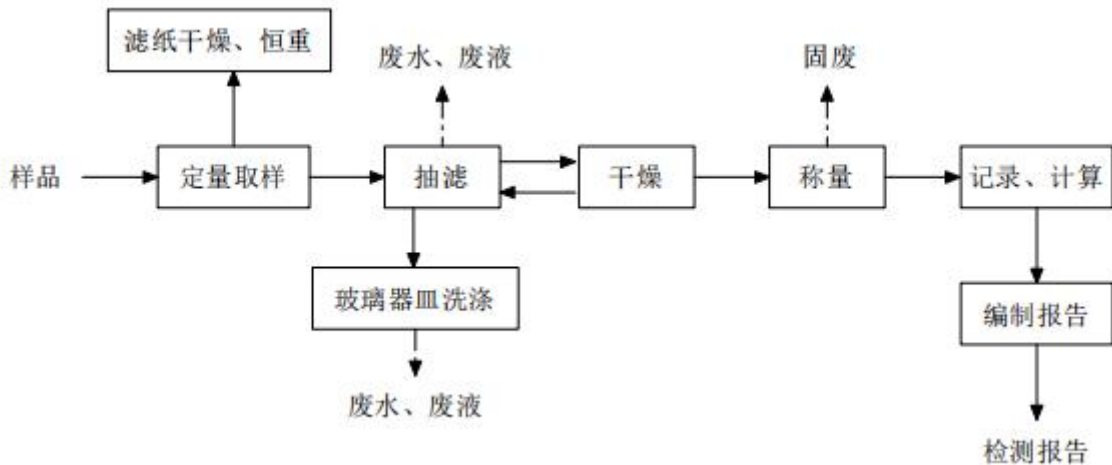 滤纸干燥、恒重
废水、废液
固废
样品
定量取样
抽滤
干燥
称量
记录、计算
玻璃器皿洗涤
编制报告
废水、废液
检测报告